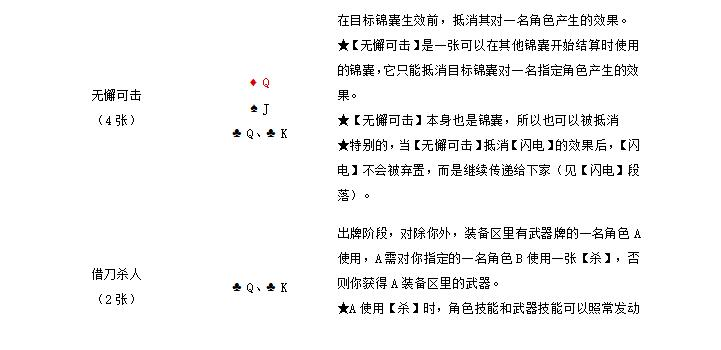 在目标锦囊生效前，抵消其对一名角色产生的效果。
★【无懈可击】是一张可以在其他锦囊开始结算时使用
的锦囊，它只能抵消目标锦囊对一名指定角色产生的效
果。
★【无懈可击】本身也是锦囊，所以也可以被抵消
★特别的，当【无懈可击】抵消【闪电】的效果后，【闪
电】不会被弃置，而是继续传递给下家（见【闪电】段
落）。
无懈可击
（4 张）
♦ Q
♠ J
♣ Q、♣ K
出牌阶段，对除你外，装备区里有武器牌的一名角色 A
使用，A 需对你指定的一名角色 B 使用一张【杀】，否
则你获得 A 装备区里的武器。
★A 使用【杀】时，角色技能和武器技能可以照常发动
借刀杀人
（2 张）
♣ Q、♣ K